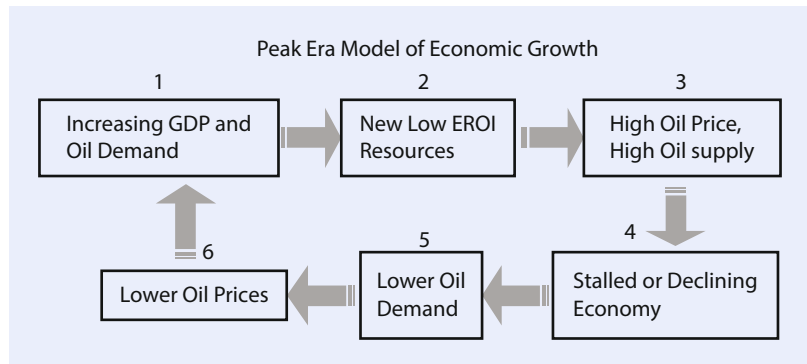 Peak Era Model of Economic Growth
1
Increasing GDP and
Oil Demand
2
New Low EROI
Resources
3
High Oil Price,
High Oil supply
4
Stalled or Declining
Economy
5
Lower Oil
Demand
6
Lower Oil Prices